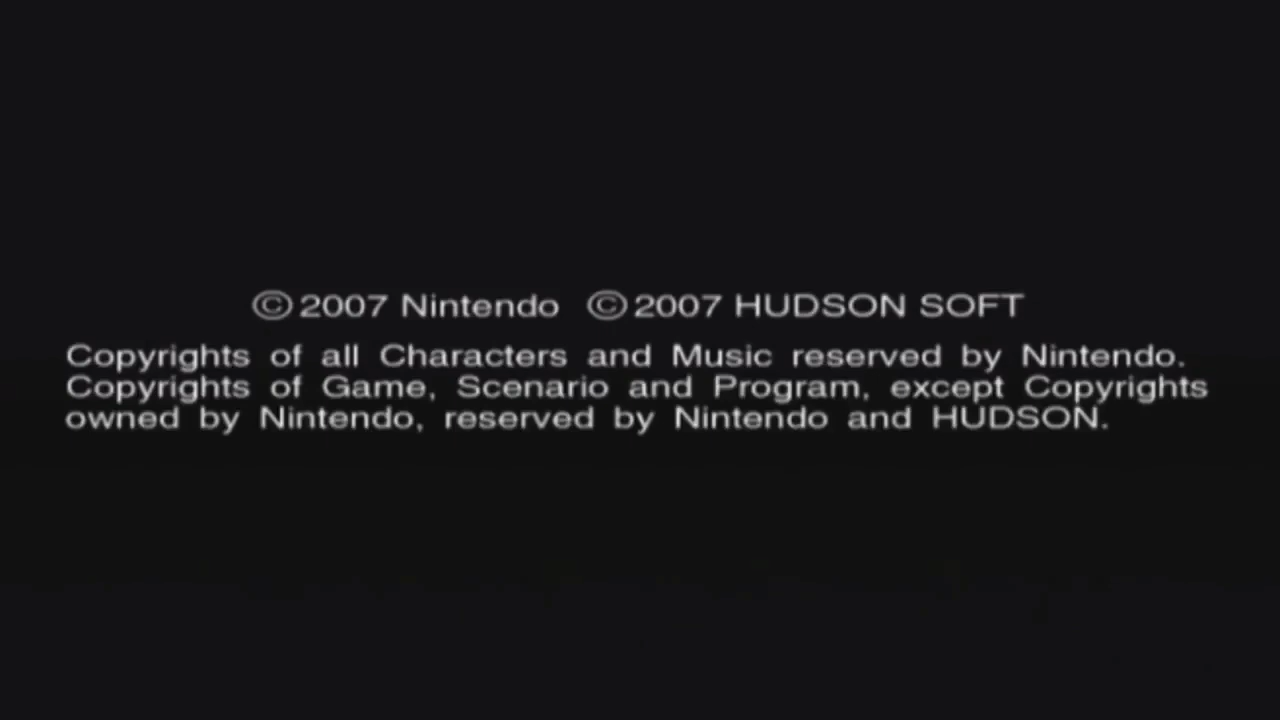 ©2007 Nintendo ©2007 HUDSON SOFT
Copyrights of all Characters and Music reserved by Nintendo.
Copyrights of Game, Scenario and Program, except Copyrights
owned by Nintendo, reserved by Nintendo and HUDSON.